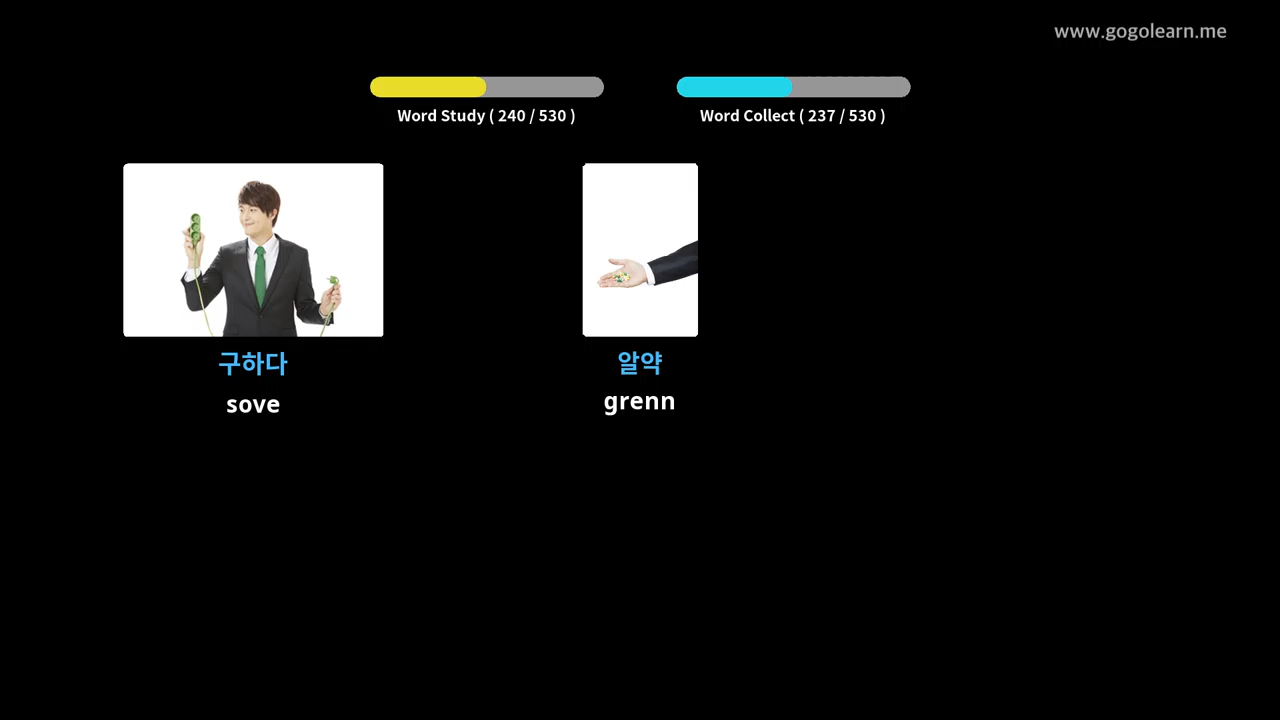 www.gogolearn.me
Word Study ( 240 / 530 )
Word Collect ( 237 / 530 )
구하다
sove
알약
grenn